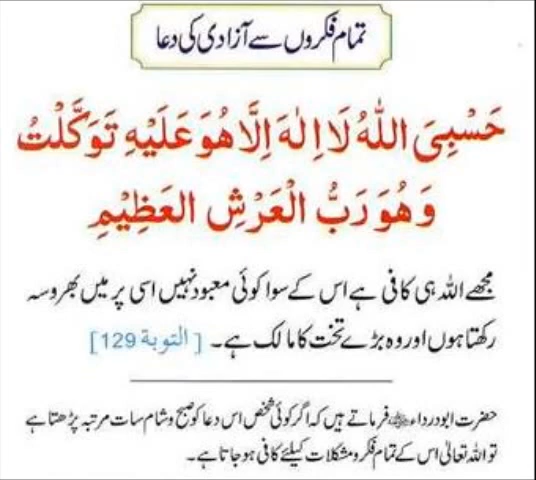 تمام فکروں سے آزادی کی دعا
حَسْبِیَ اللّٰهُ لَا اِلٰهَ اِلَّا هُوَ عَلَیْهِ تَوَكَّلْتُ
وَهُوَ رَبُّ الْعَرْشِ الْعَظِیْمِ
مجھے اللہ ہی کافی ہے اس کے سوا کوئی معبود نہیں اسی پر میں بھروسہ
رکھتا ہوں اور وہ بڑے تخت کا مالک ہے۔ [التوبة 129]
حضرت ابودرداءؓ فرماتے ہیں کہ اگر کوئی شخص اس دعا کو صبح و شام سات مرتبہ پڑھتا ہے
تو اللہ تعالیٰ اس کے تمام فکر و مشکلات کیلئے کافی ہو جاتا ہے۔